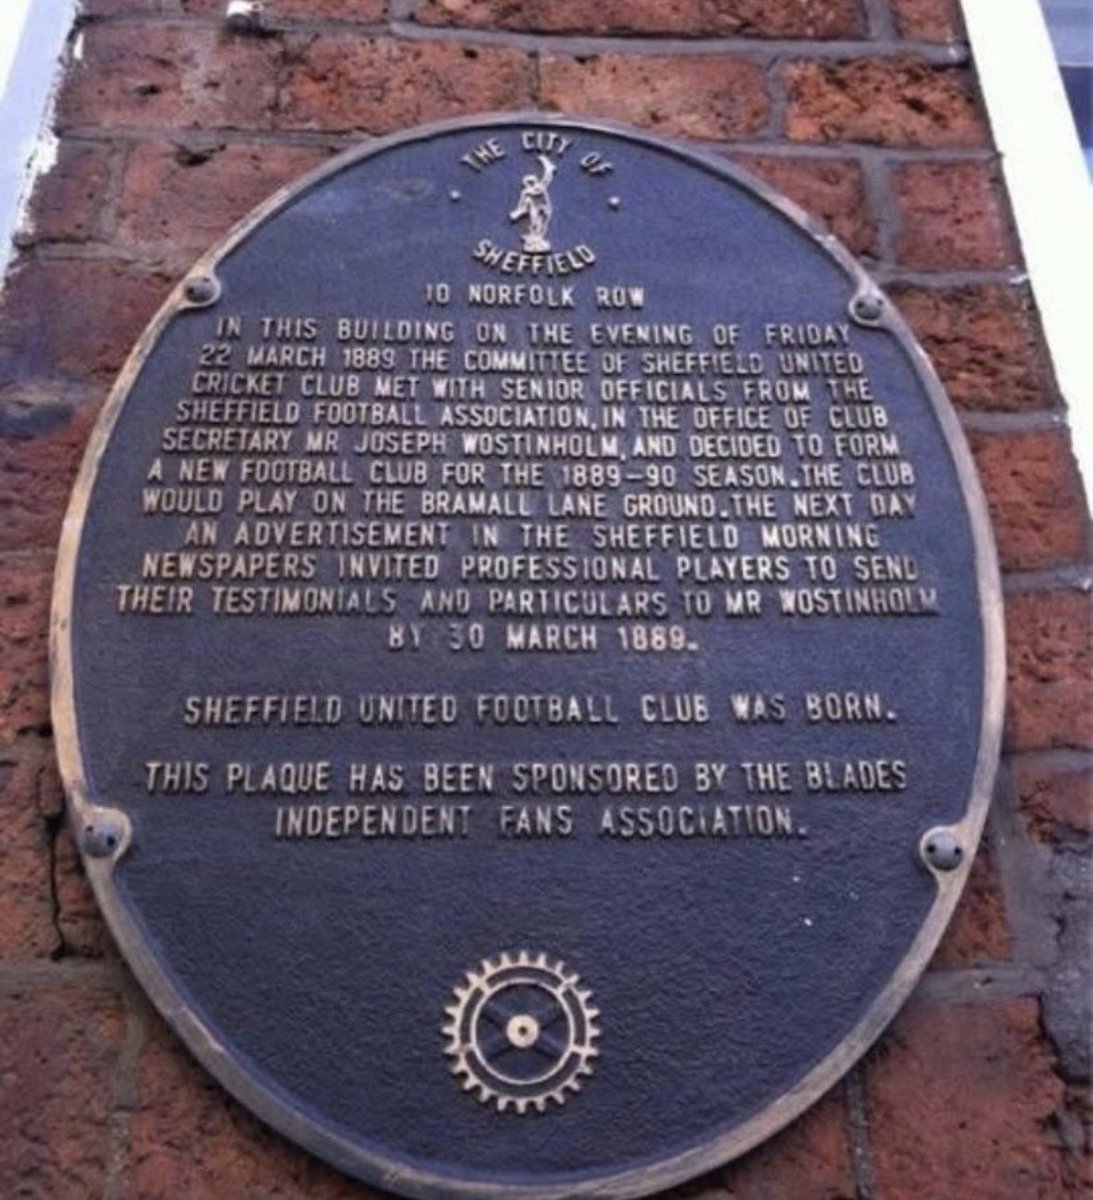 THE CITY OF
SHEFFIELD
10 NORFOLK ROW
IN THIS BUILDING ON THE EVENING OF FRIDAY
22 MARCH 1889 THE COMMITTEE OF SHEFFIELD UNITED
CRICKET CLUB MET WITH SENIOR OFFICIALS FROM THE
SHEFFIELD FOOTBALL ASSOCIATION, IN THE OFFICE OF CLUB
SECRETARY MR JOSEPH WOSTINHOLM, AND DECIDED TO FORM
A NEW FOOTBALL CLUB FOR THE 1889-90 SEASON. THE CLUB
WOULD PLAY ON THE BRAMALL LANE GROUND. THE NEXT DAY
AN ADVERTISEMENT IN THE SHEFFIELD MORNING
NEWSPAPERS INVITED PROFESSIONAL PLAYERS TO SEND
THEIR TESTIMONIALS AND PARTICULARS TO MR WOSTINHOLM
BY 30 MARCH 1889.
SHEFFIELD UNITED FOOTBALL CLUB WAS BORN.
THIS PLAQUE HAS BEEN SPONSORED BY THE BLADES
INDEPENDENT FANS ASSOCIATION.